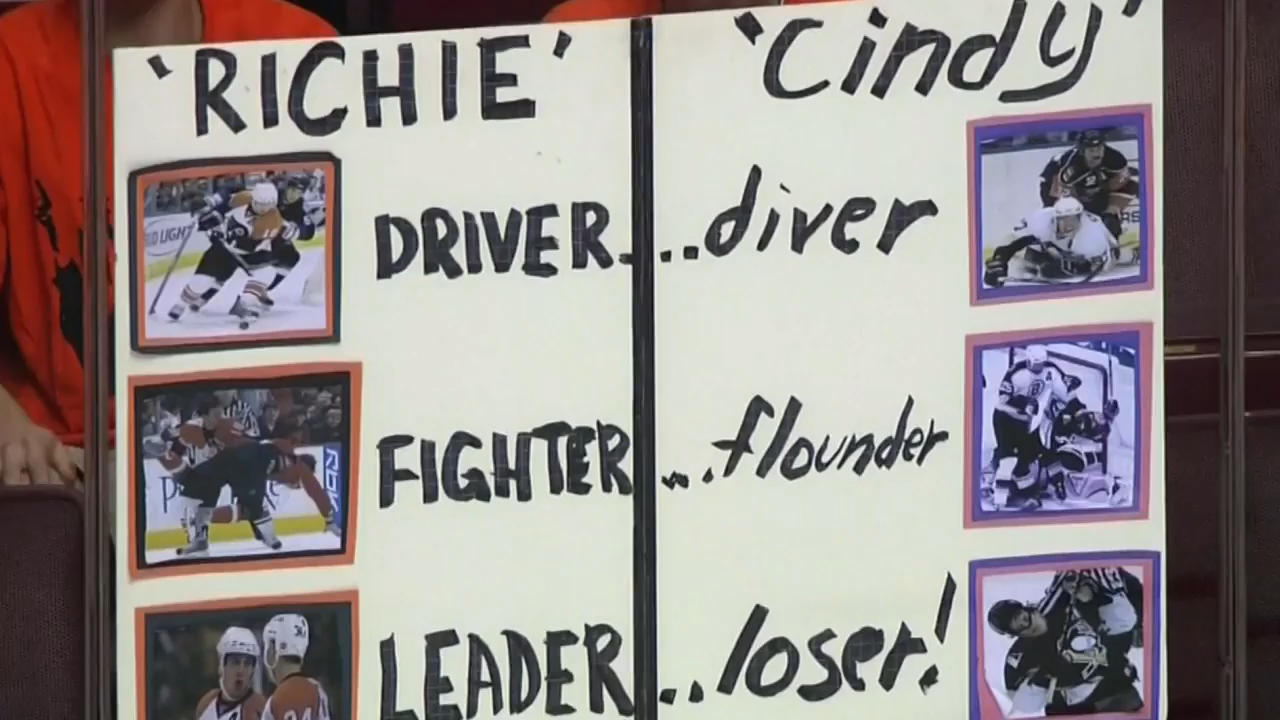 'RICHIE' 'Cindy'
DRIVER... ...diver
FIGHTER ...flounder
LEADER ...loser!